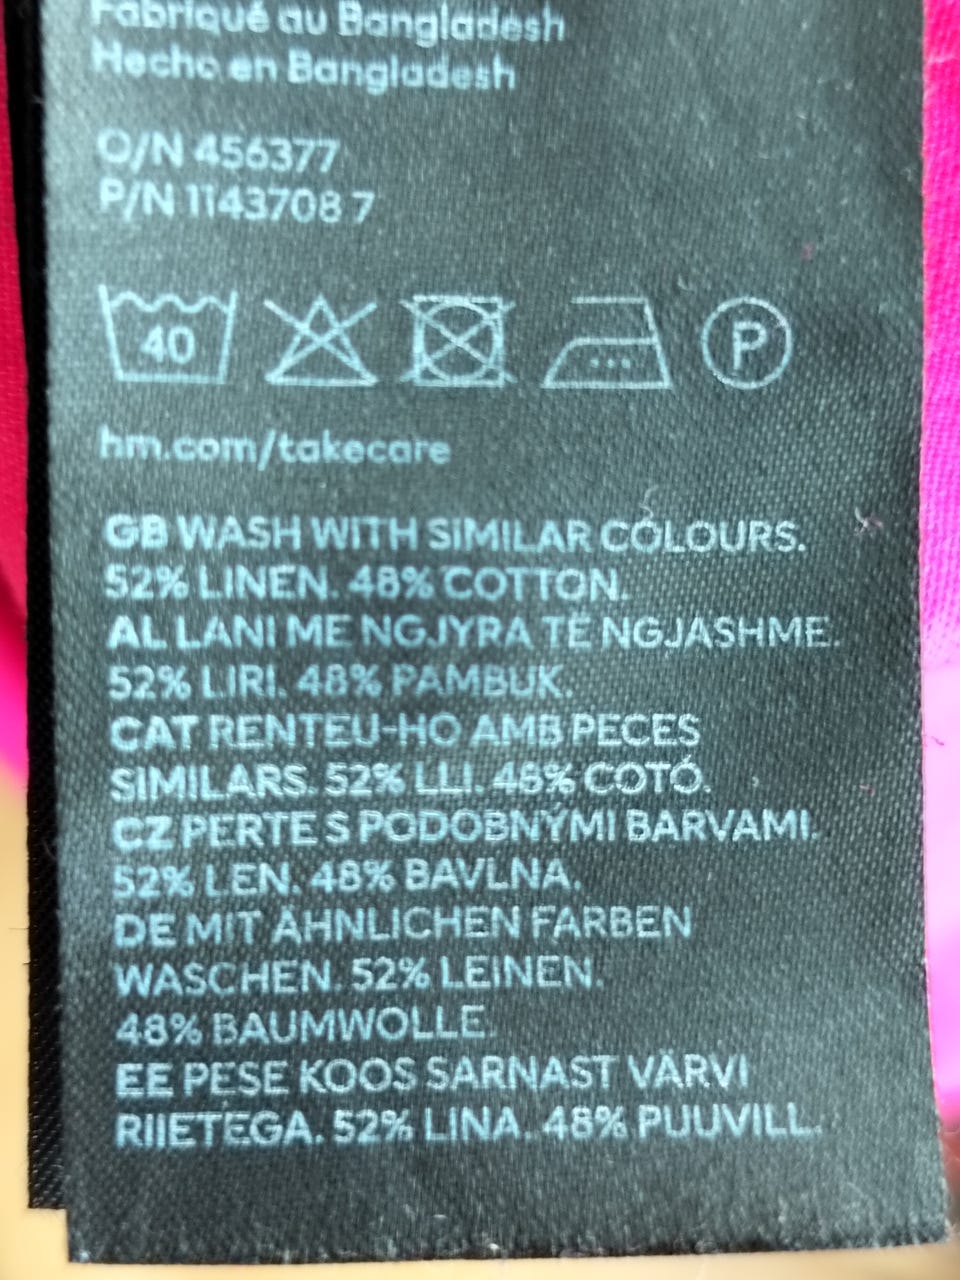 Fabriqué au Bangladesh
Hecho en Bangladesh
O/N 456377
P/N 1143708 7
40
P
hm.com/takecare
GB WASH WITH SIMILAR COLOURS.
52% LINEN. 48% COTTON.
AL LANI ME NGJYRA TË NGJASHME.
52% LIRI. 48% PAMBUK.
CAT RENTEU-HO AMB PECES
SIMILARS. 52% LLI. 48% COTÓ.
CZ PERTE S PODOBNÝMI BARVAMI.
52% LEN. 48% BAVLNA.
DE MIT ÄHNLICHEN FARBEN
WASCHEN. 52% LEINEN.
48% BAUMWOLLE.
EE PESE KOOS SARNAST VÄRVI
RIIETEGA. 52% LINA. 48% PUUVILL.